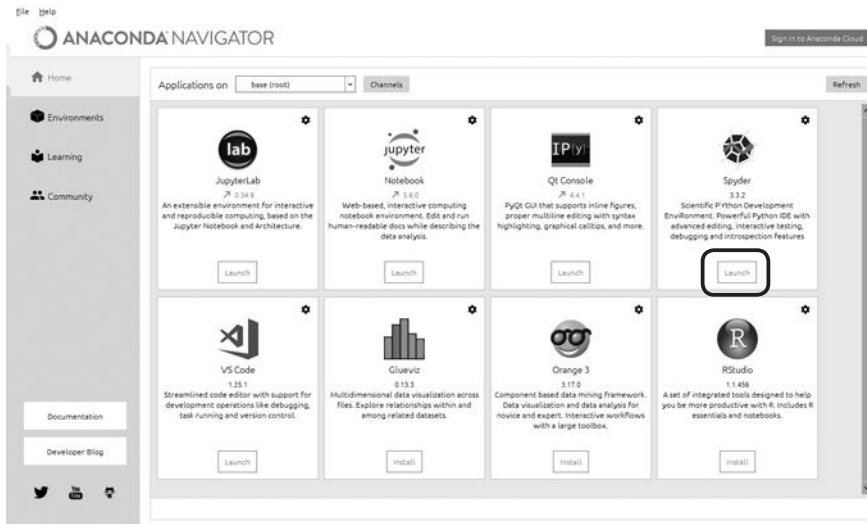 File Help
ANACONDA NAVIGATOR
Sign in to Anaconda Cloud
Home
Environments
Learning
Community
Documentation
Developer Blog
You
Tube
Applications on base (root) Channels Refresh
lab
JupyterLab
0.34.9
An extensible environment for interactive
and reproducible computing, based on the
Jupyter Notebook and Architecture.
Launch
jupyter
Notebook
5.6.0
Web-based, interactive computing
notebook environment. Edit and run
human-readable docs while describing the
data analysis.
Launch
IP[y]
Qt Console
4.4.1
PyQt GUI that supports inline figures,
proper multiline editing with syntax
highlighting, graphical calltips, and more.
Launch
Spyder
3.3.2
Scientific PYthon Development
EnviRonment. Powerful Python IDE with
advanced editing, interactive testing,
debugging and introspection features
Launch
VS Code
1.25.1
Streamlined code editor with support for
development operations like debugging,
task running and version control.
Launch
Glueviz
0.13.3
Multidimensional data visualization across
files. Explore relationships within and
among related datasets.
Install
Orange 3
3.17.0
Component based data mining framework.
Data visualization and data analysis for
novice and expert. Interactive workflows
with a large toolbox.
Install
R
RStudio
1.1.456
A set of integrated tools designed to help
you be more productive with R. Includes R
essentials and notebooks.
Install